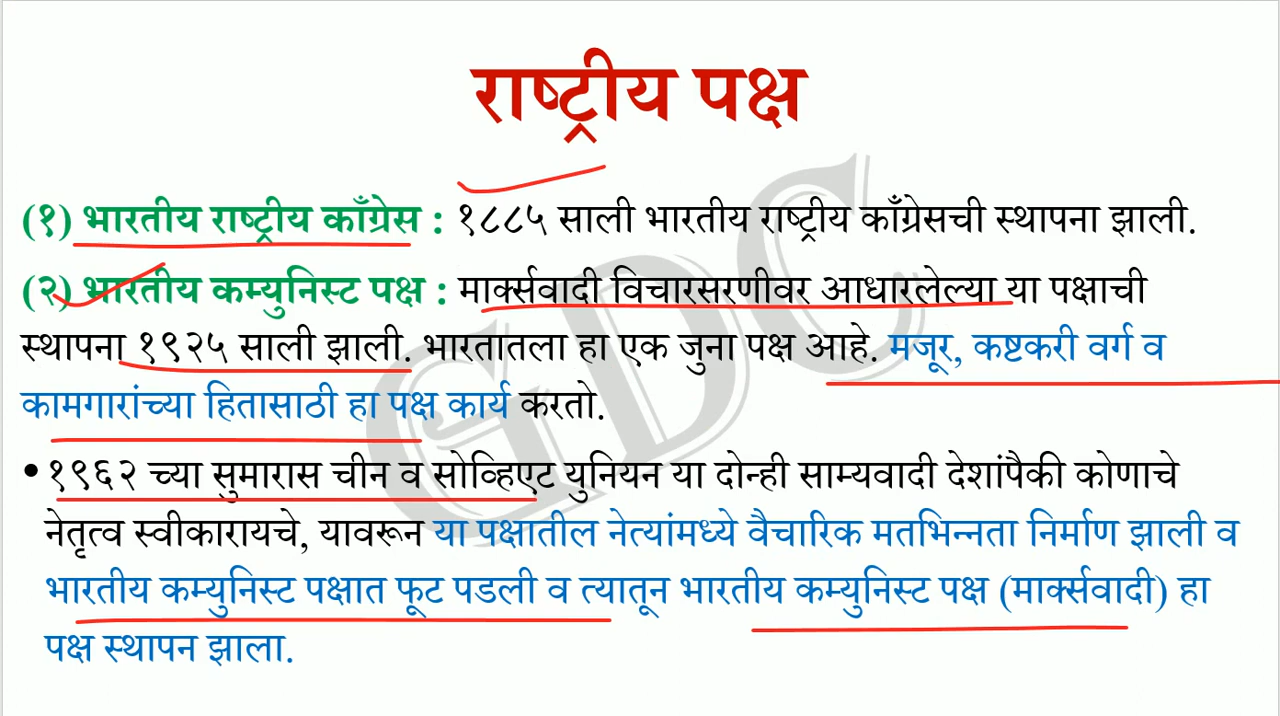 राष्ट्रीय पक्ष
(१) भारतीय राष्ट्रीय काँग्रेस : १८८५ साली भारतीय राष्ट्रीय काँग्रेसची स्थापना झाली.
(२) भारतीय कम्युनिस्ट पक्ष : मार्क्सवादी विचारसरणीवर आधारलेल्या या पक्षाची
स्थापना १९२५ साली झाली. भारतातला हा एक जुना पक्ष आहे. मजूर, कष्टकरी वर्ग व
कामगारांच्या हितासाठी हा पक्ष कार्य करतो.
• १९६२ च्या सुमारास चीन व सोव्हिएट युनियन या दोन्ही साम्यवादी देशांपैकी कोणाचे
नेतृत्व स्वीकारायचे, यावरून या पक्षातील नेत्यांमध्ये वैचारिक मतभिन्नता निर्माण झाली व
भारतीय कम्युनिस्ट पक्षात फूट पडली व त्यातून भारतीय कम्युनिस्ट पक्ष (मार्क्सवादी) हा
पक्ष स्थापन झाला.
GDC